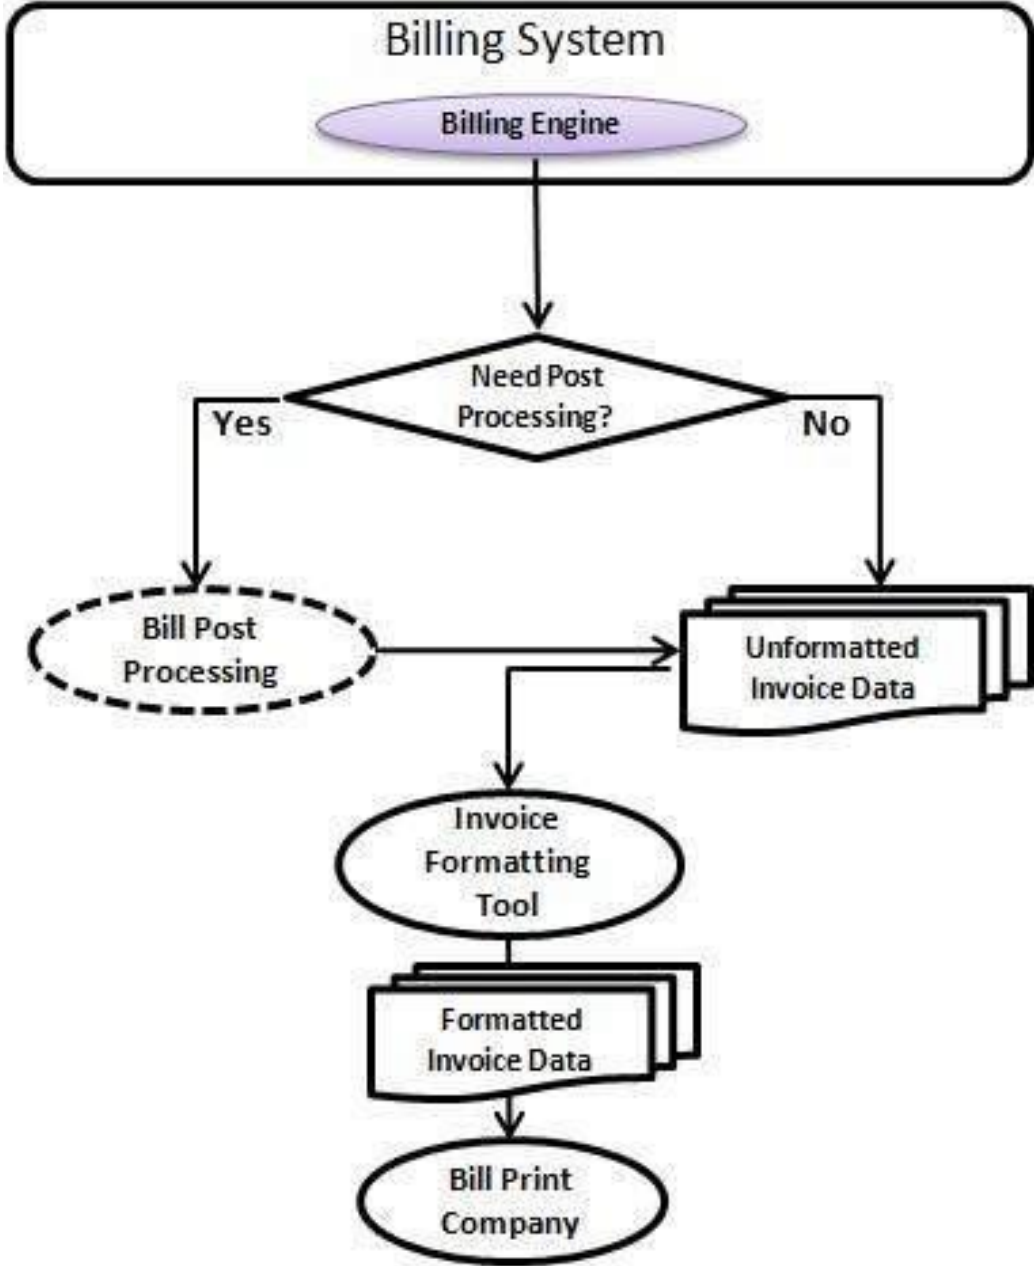 Billing System
Billing Engine
Need Post
Processing?
Yes
No
Bill Post
Processing
Unformatted
Invoice Data
Invoice
Formatting
Tool
Formatted
Invoice Data
Bill Print
Company